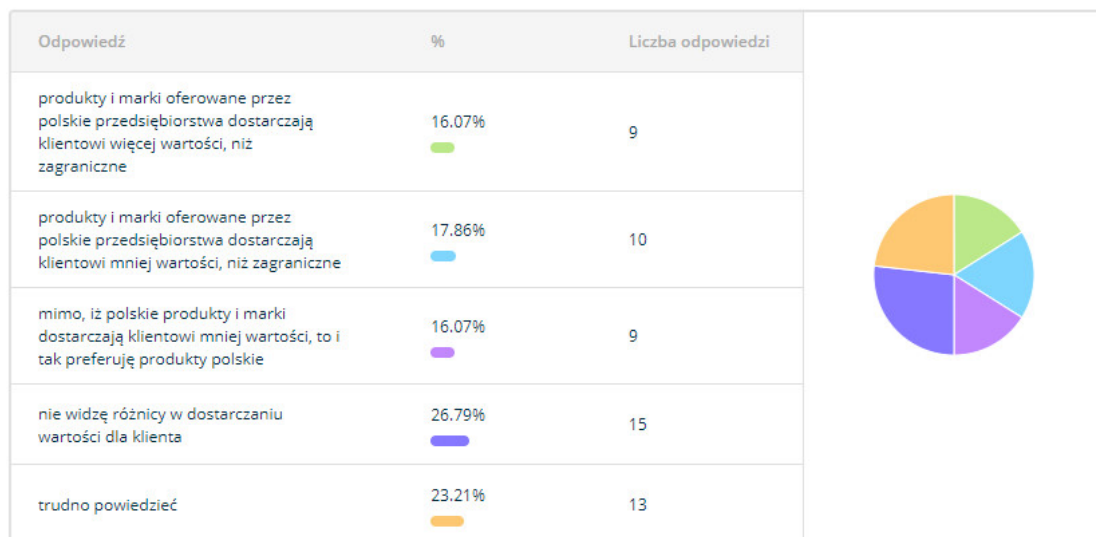 Odpowiedź % Liczba odpowiedzi
produkty i marki oferowane przez
polskie przedsiębiorstwa dostarczają
klientowi więcej wartości, niż
zagraniczne
16.07%
9
produkty i marki oferowane przez
polskie przedsiębiorstwa dostarczają
klientowi mniej wartości, niż zagraniczne
17.86%
10
mimo, iż polskie produkty i marki
dostarczają klientowi mniej wartości, to i
tak preferuję produkty polskie
16.07%
9
nie widzę różnicy w dostarczaniu
wartości dla klienta
26.79%
15
trudno powiedzieć
23.21%
13